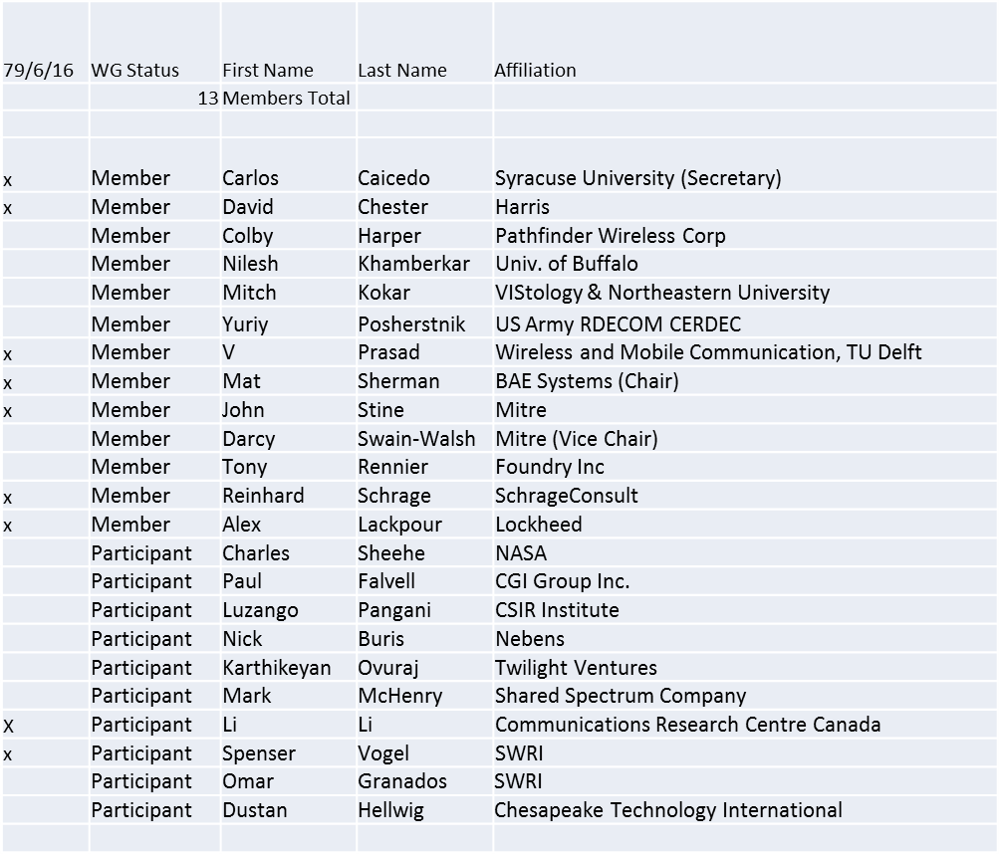 79/6/16 WG Status First Name Last Name Affiliation
13 Members Total
x Member Carlos Caicedo Syracuse University (Secretary)
x Member David Chester Harris
Member Colby Harper Pathfinder Wireless Corp
Member Nilesh Khamberkar Univ. of Buffalo
Member Mitch Kokar VIStology & Northeastern University
Member Yuriy Posherstnik US Army RDECOM CERDEC
x Member V Prasad Wireless and Mobile Communication, TU Delft
x Member Mat Sherman BAE Systems (Chair)
x Member John Stine Mitre
Member Darcy Swain-Walsh Mitre (Vice Chair)
Member Tony Rennier Foundry Inc
x Member Reinhard Schrage SchrageConsult
x Member Alex Lackpour Lockheed
Participant Charles Sheehe NASA
Participant Paul Falvell CGI Group Inc.
Participant Luzango Pangani CSIR Institute
Participant Nick Buris Nebens
Participant Karthikeyan Ovuraj Twilight Ventures
Participant Mark McHenry Shared Spectrum Company
X Participant Li Li Communications Research Centre Canada
x Participant Spenser Vogel SWRI
Participant Omar Granados SWRI
Participant Dustan Hellwig Chesapeake Technology International